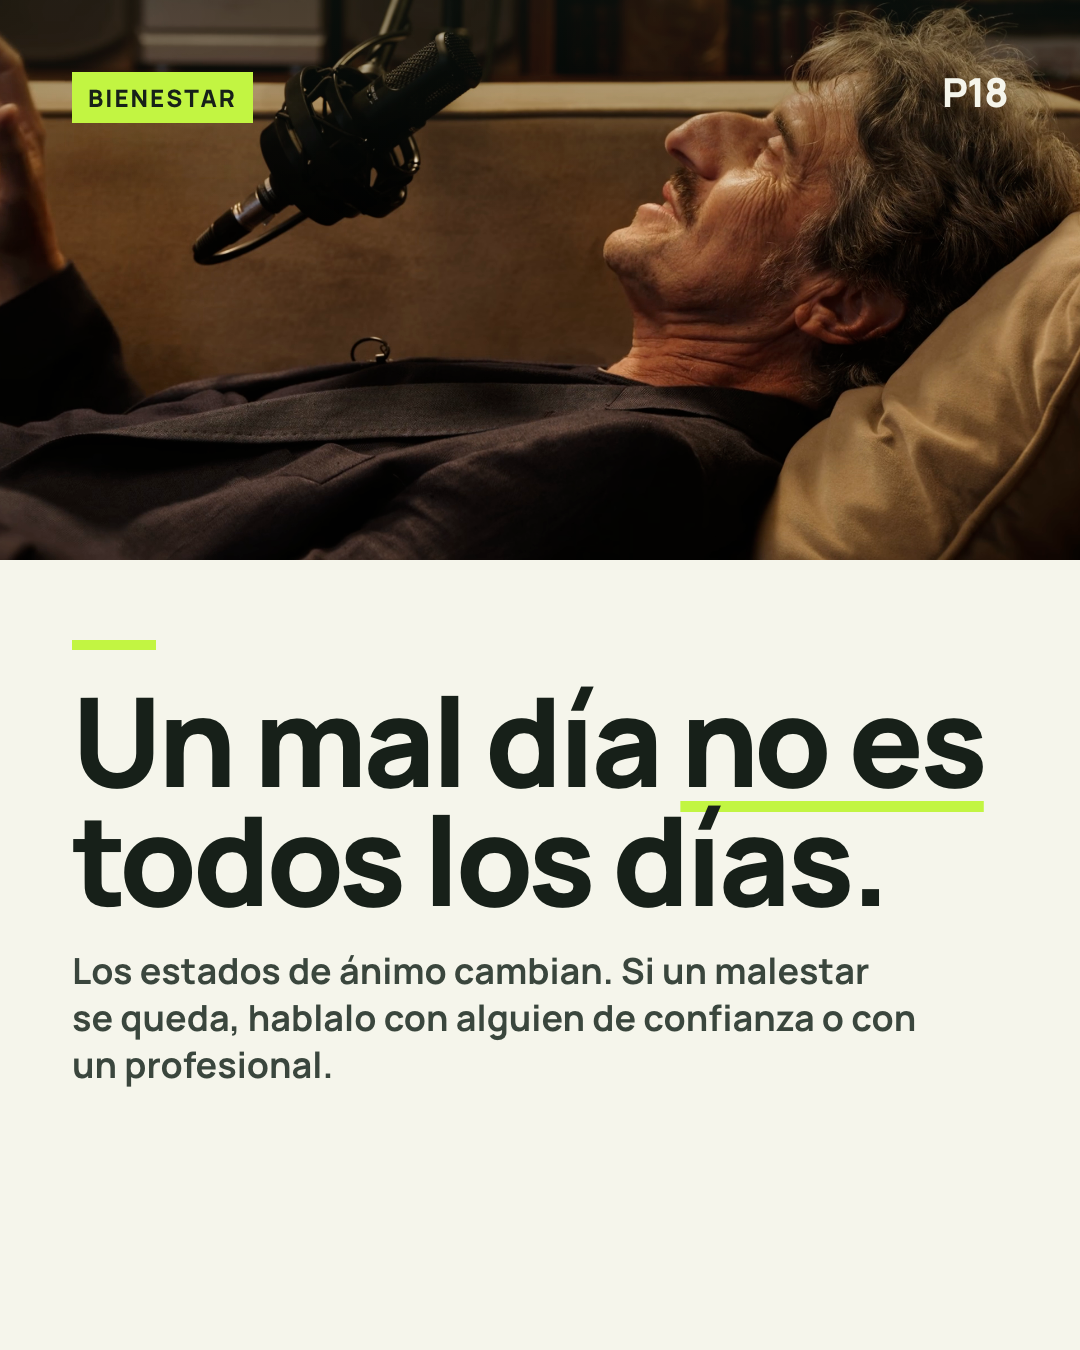 BIENESTAR
P18
Un mal día no es
todos los días.
Los estados de ánimo cambian. Si un malestar
se queda, hablalo con alguien de confianza o con
un profesional.